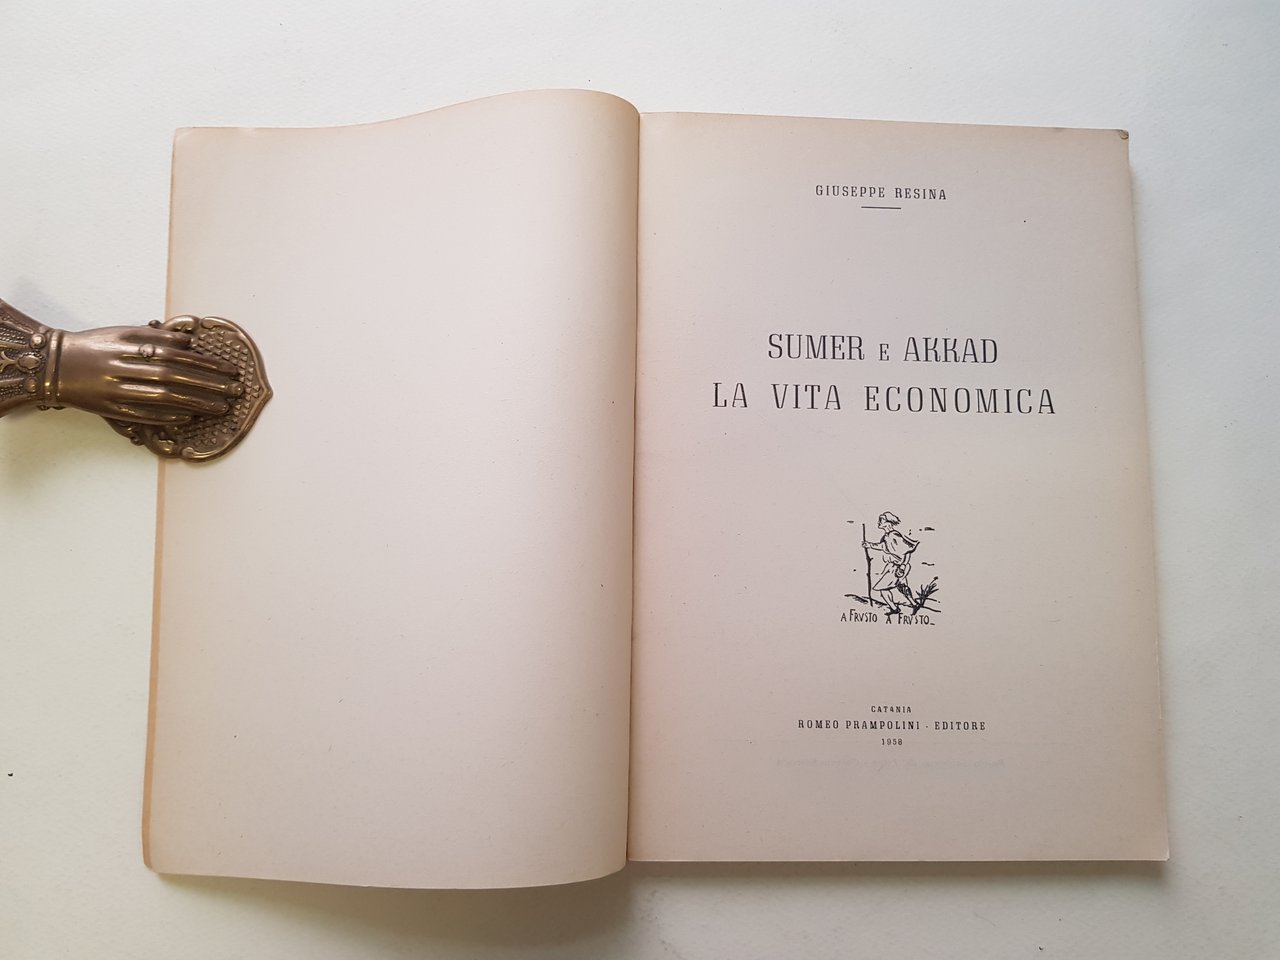 GIUSEPPE RESINA
SUMER E AKKAD
LA VITA ECONOMICA
A FRVSTO A FRVSTO
CATANIA
ROMEO PRAMPOLINI - EDITORE
1958